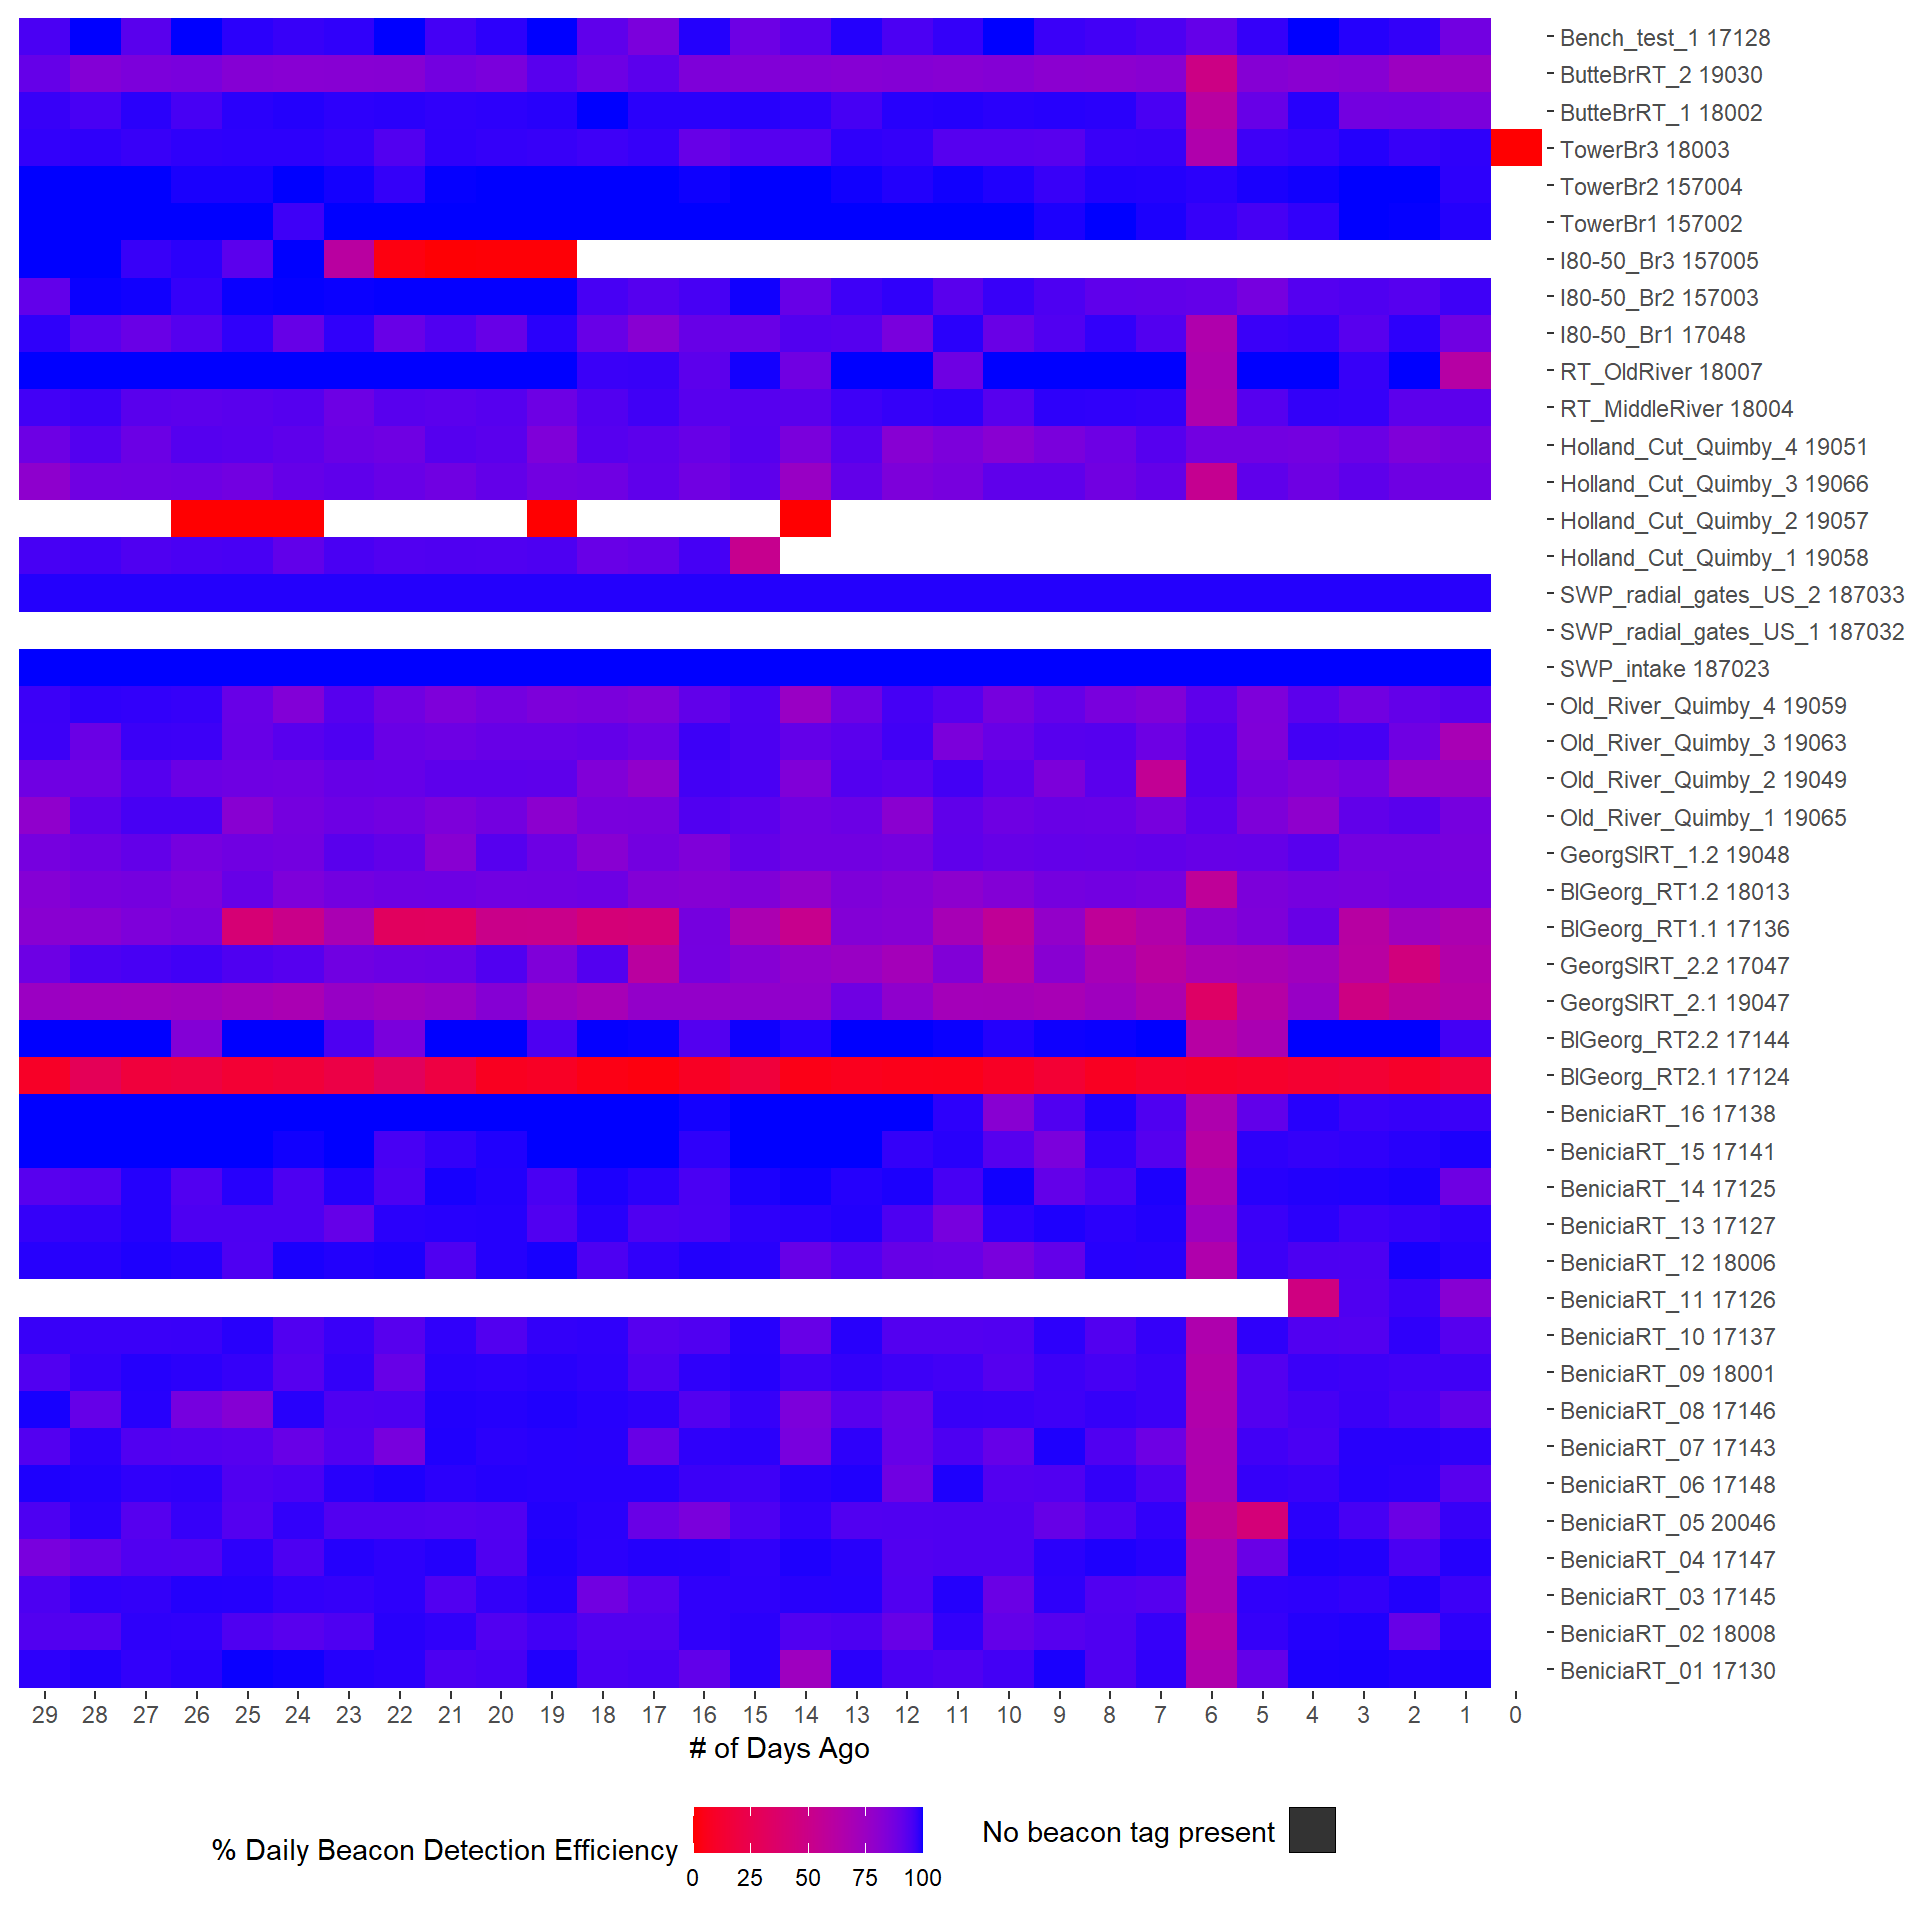 Bench_test_1 17128
ButteBrRT_2 19030
ButteBrRT_1 18002
TowerBr3 18003
TowerBr2 157004
TowerBr1 157002
I80-50_Br3 157005
I80-50_Br2 157003
I80-50_Br1 17048
RT_OldRiver 18007
RT_MiddleRiver 18004
Holland_Cut_Quimby_4 19051
Holland_Cut_Quimby_3 19066
Holland_Cut_Quimby_2 19057
Holland_Cut_Quimby_1 19058
SWP_radial_gates_US_2 187033
SWP_radial_gates_US_1 187032
SWP_intake 187023
Old_River_Quimby_4 19059
Old_River_Quimby_3 19063
Old_River_Quimby_2 19049
Old_River_Quimby_1 19065
GeorgSlRT_1.2 19048
BlGeorg_RT1.2 18013
BlGeorg_RT1.1 17136
GeorgSlRT_2.2 17047
GeorgSlRT_2.1 19047
BlGeorg_RT2.2 17144
BlGeorg_RT2.1 17124
BeniciaRT_16 17138
BeniciaRT_15 17141
BeniciaRT_14 17125
BeniciaRT_13 17127
BeniciaRT_12 18006
BeniciaRT_11 17126
BeniciaRT_10 17137
BeniciaRT_09 18001
BeniciaRT_08 17146
BeniciaRT_07 17143
BeniciaRT_06 17148
BeniciaRT_05 20046
BeniciaRT_04 17147
BeniciaRT_03 17145
BeniciaRT_02 18008
BeniciaRT_01 17130
29 28 27 26 25 24 23 22 21 20 19 18 17 16 15 14 13 12 11 10 9 8 7 6 5 4 3 2 1 0
# of Days Ago
% Daily Beacon Detection Efficiency
0 25 50 75 100
No beacon tag present